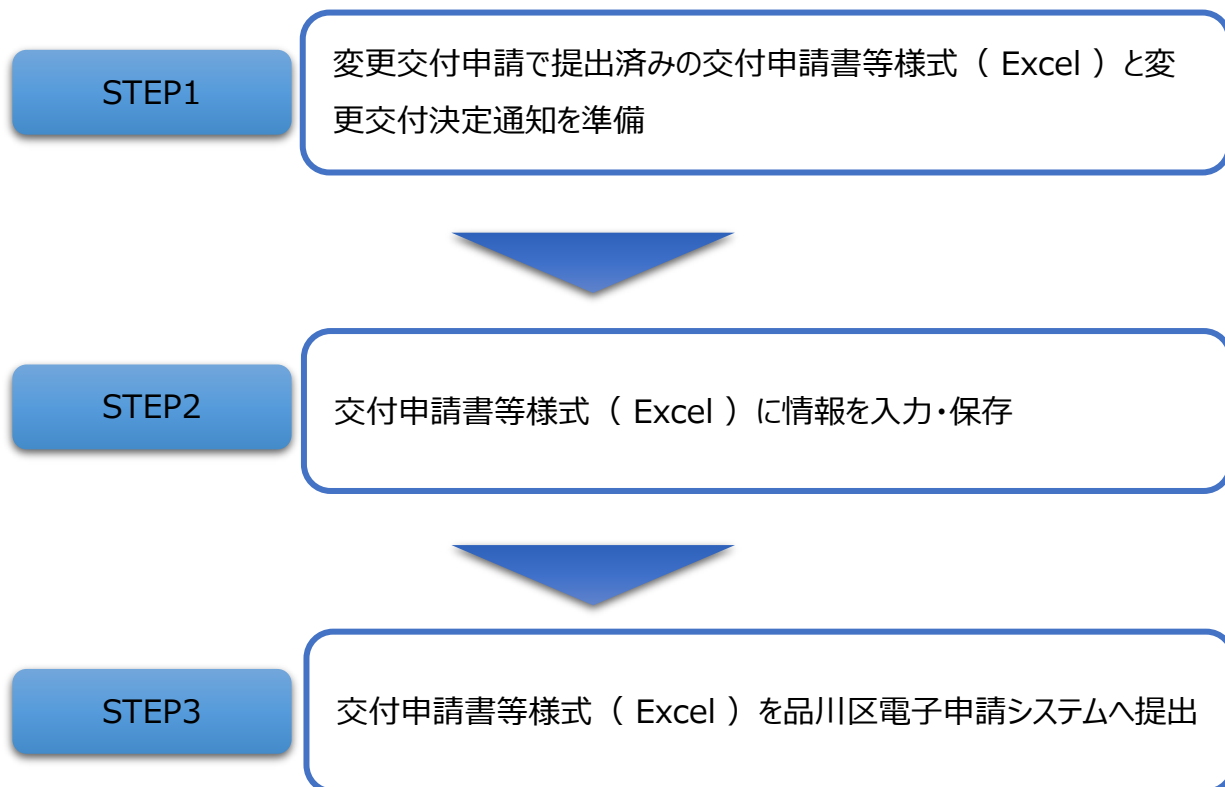 STEP1
変更交付申請で提出済みの交付申請書等様式（ Excel ）と変
更交付決定通知を準備
STEP2
交付申請書等様式（ Excel ）に情報を入力・保存
STEP3
交付申請書等様式（ Excel ）を品川区電子申請システムへ提出